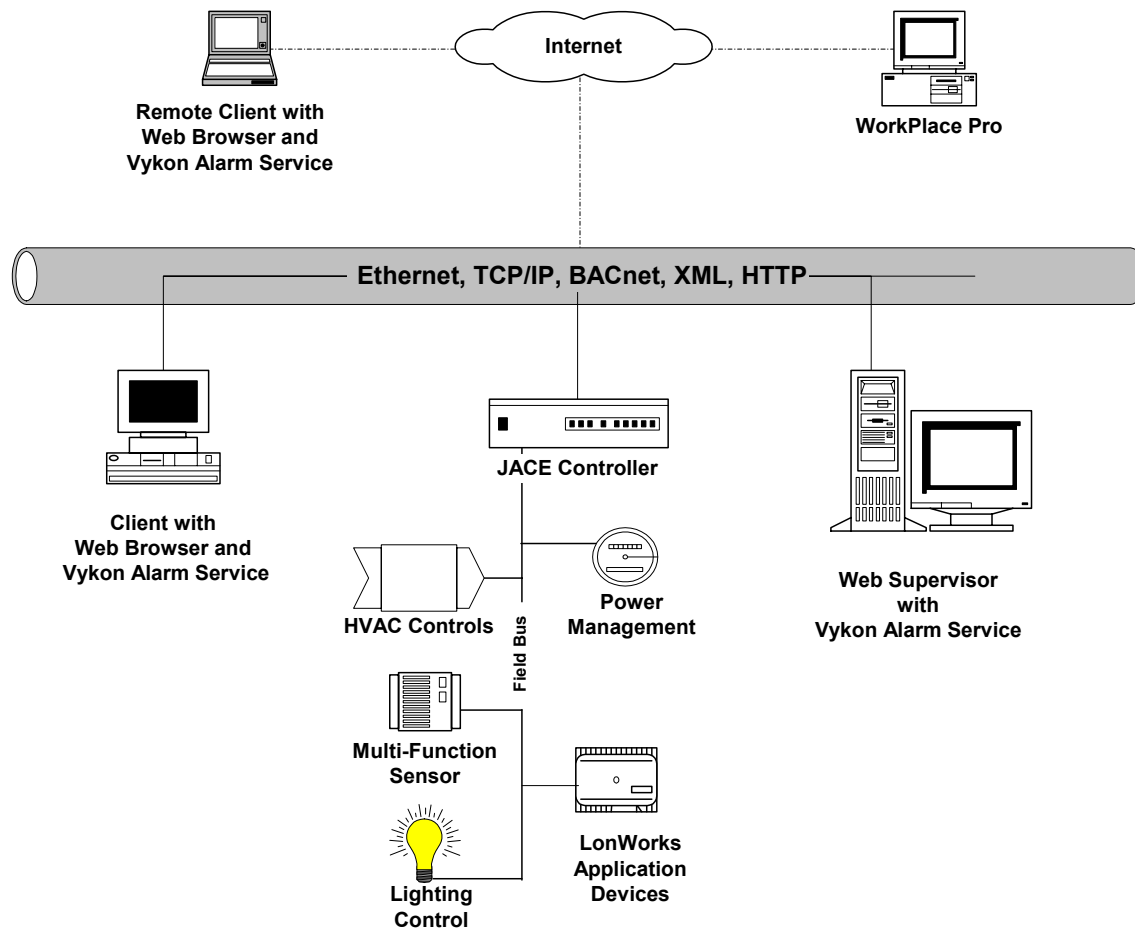 Internet
Remote Client with
Web Browser and
Vykon Alarm Service
WorkPlace Pro
Ethernet, TCP/IP, BACnet, XML, HTTP
JACE Controller
Client with
Web Browser and
Vykon Alarm Service
Web Supervisor
with
Vykon Alarm Service
HVAC Controls
Power
Management
Field Bus
Multi-Function
Sensor
LonWorks
Application
Devices
Lighting
Control